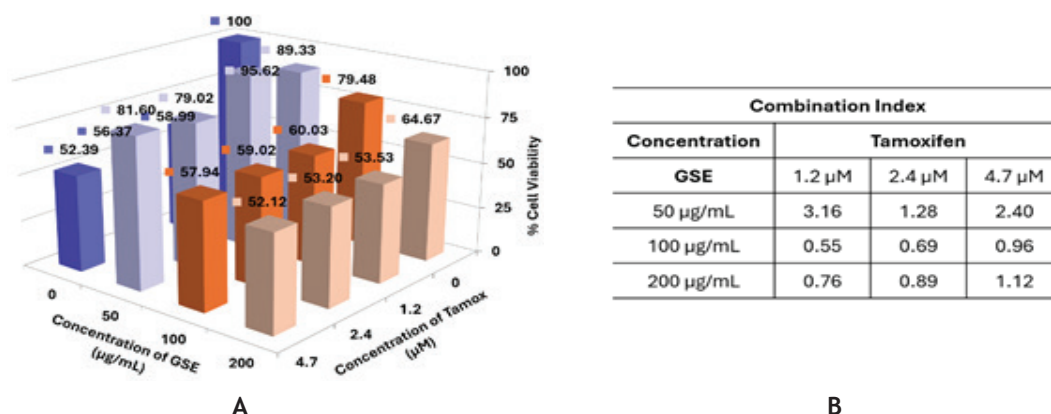 100
89.33
95.62
79.48
79.02
81.60
58.99
56.37
52.39
64.67
60.03
53.53
59.02
53.20
57.94
52.12
100
75
50
25
0
% Cell Viability
0
50
100
200
Concentration of GSE
(µg/mL)
0
1.2
2.4
4.7
Concentration of Tamox
(µM)
A
Combination Index
Concentration Tamoxifen
GSE 1.2 µM 2.4 µM 4.7 µM
50 µg/mL 3.16 1.28 2.40
100 µg/mL 0.55 0.69 0.96
200 µg/mL 0.76 0.89 1.12
B